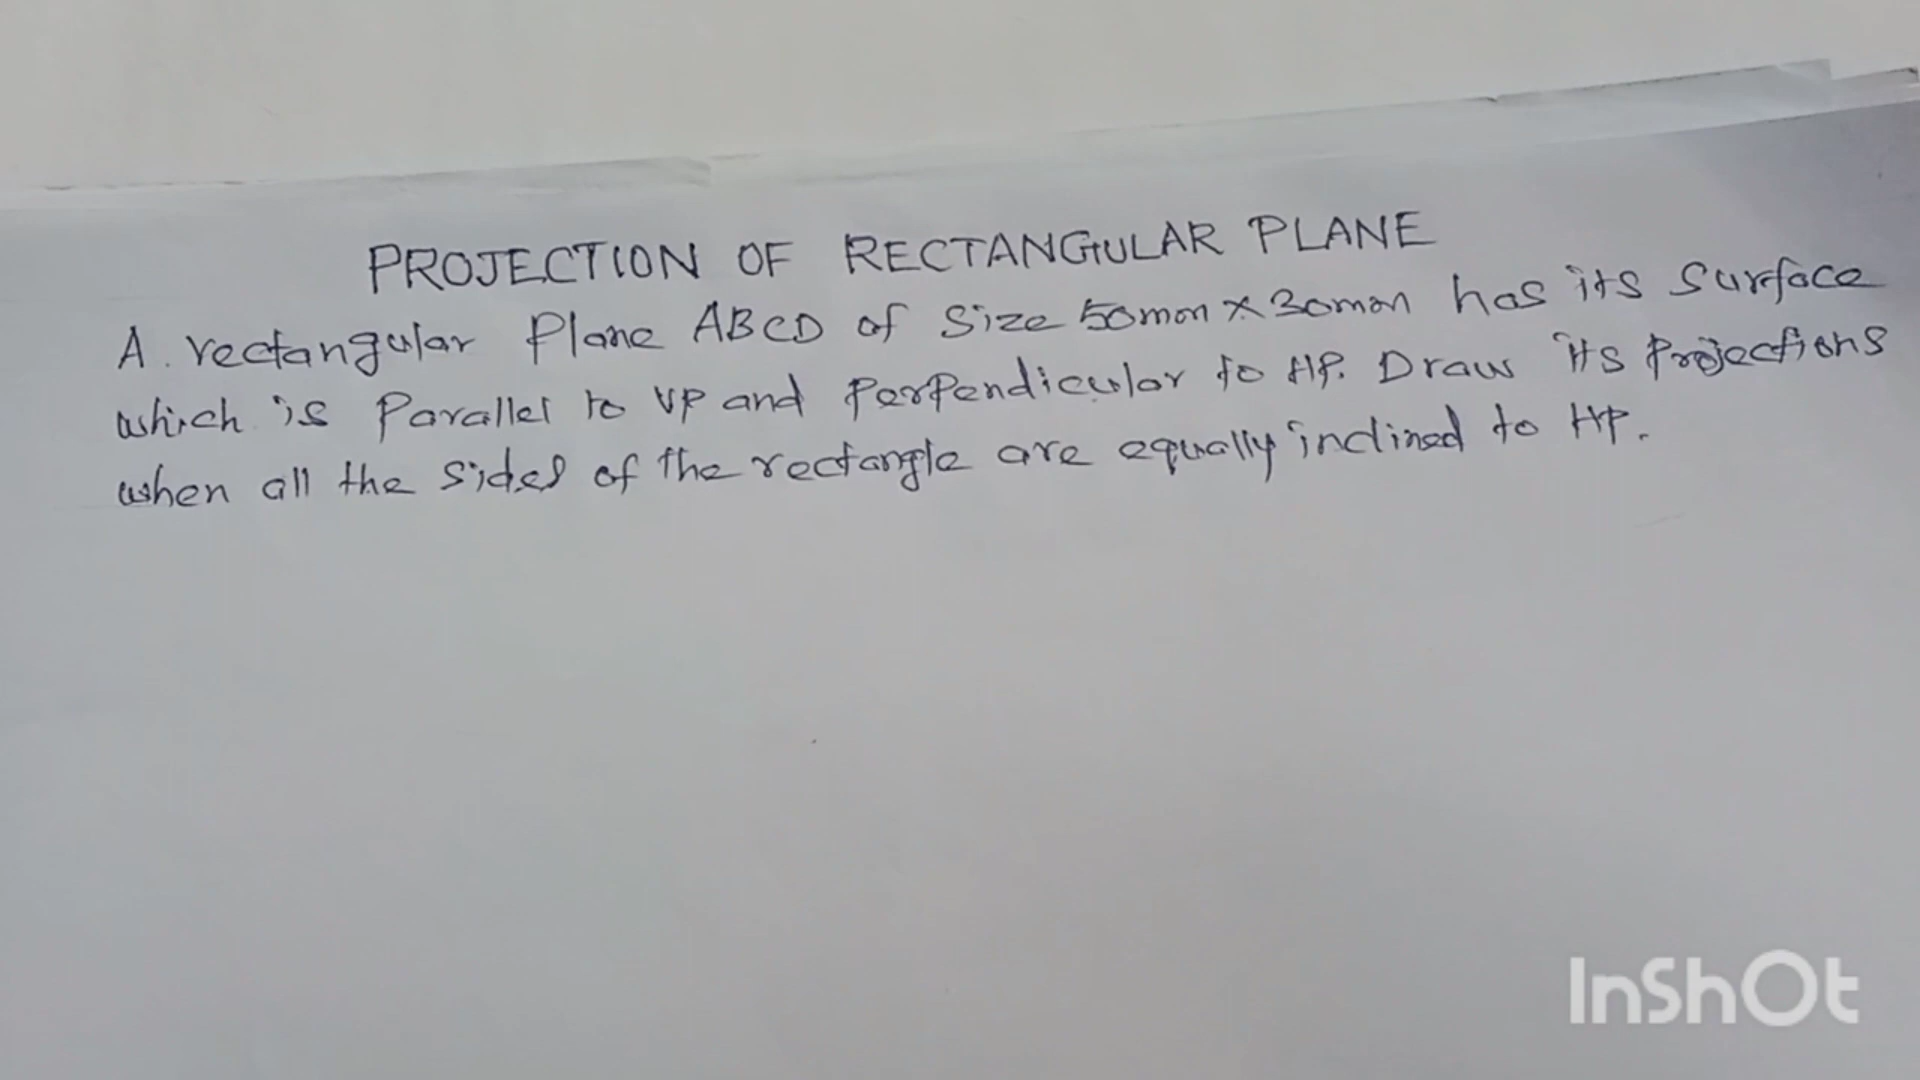 PROJECTION OF RECTANGULAR PLANE
A. rectangular Plane ABCD of Size 50mm x 30mm has its Surface
which is Parallel to VP and Perpendicular to HP. Draw its Projections
when all the sides of the rectangle are equally inclined to HP.
InShOt